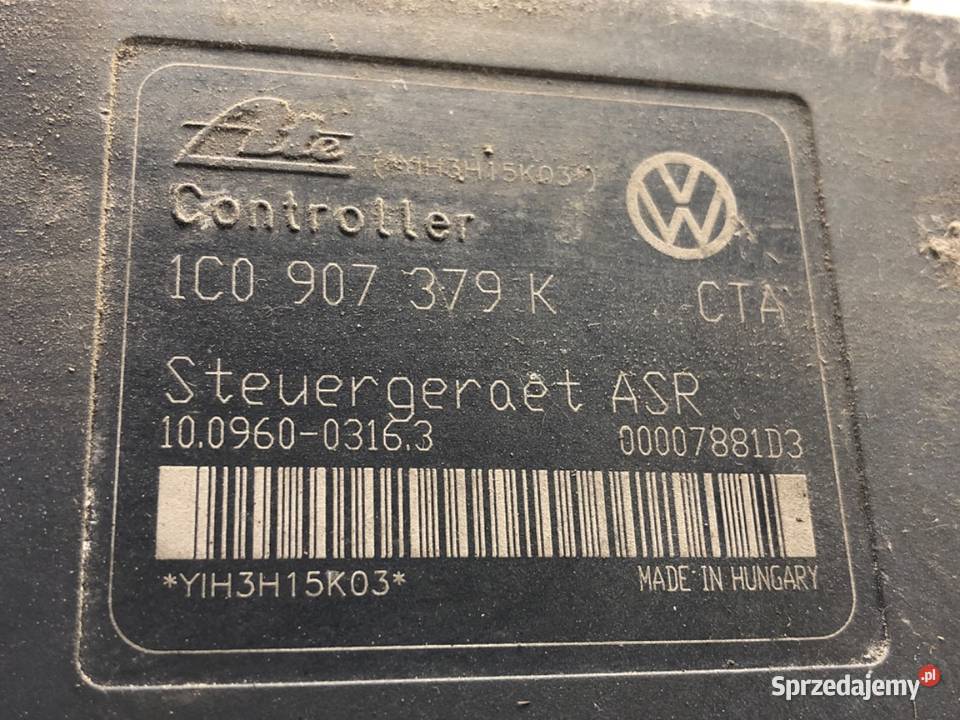 Ate (*YIH3H15K03*)
Controller
1C0 907 379 K CTA
Steuergeraet ASR
10.0960-0316.3 00007881D3
*YIH3H15K03* MADE IN HUNGARY
Sprzedajemy.pl